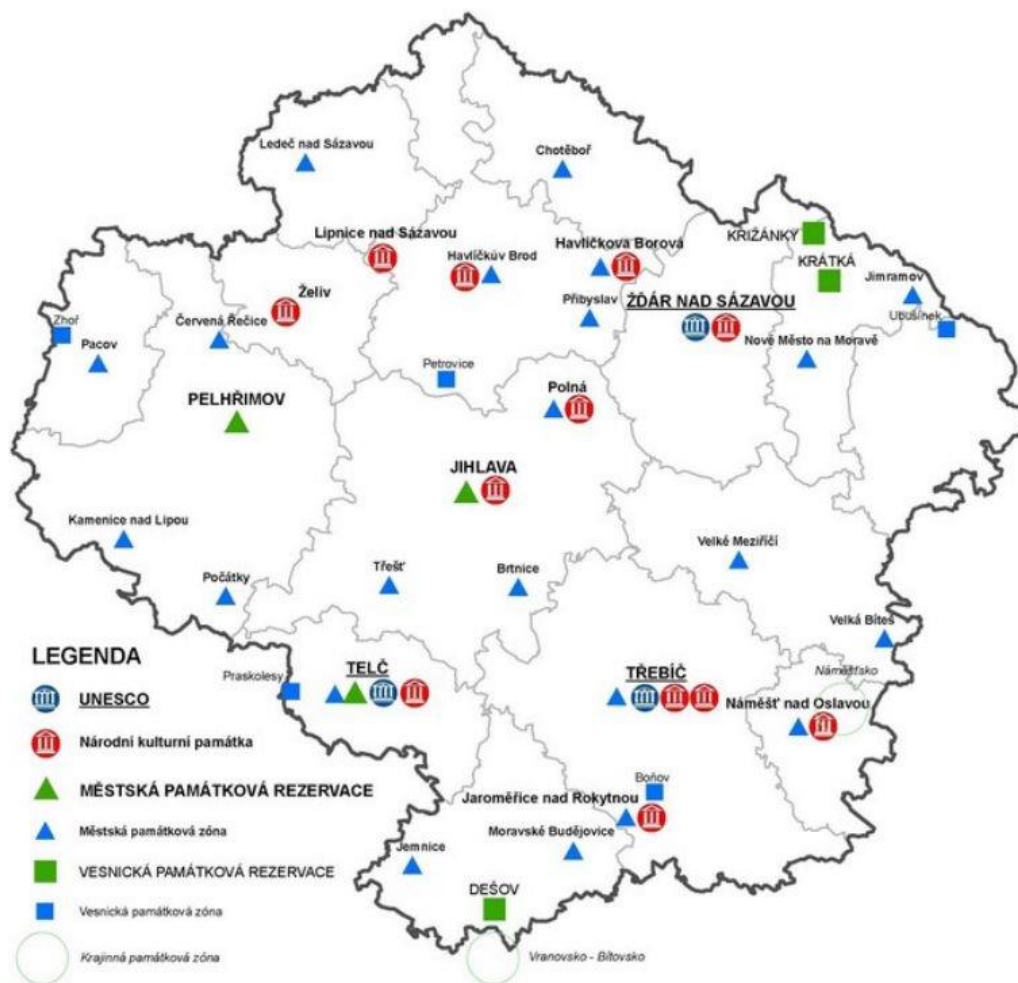 Ledeč nad Sázavou
Chotěboř
Lipnice nad Sázavou
Havlíčkova Borová
KRIŽÁNKY
Havlíčkův Brod
KRÁTKÁ
Želiv
Jimramov
Přibyslav
ŽĎÁR NAD SÁZAVOU
Zhoř
Červená Řečice
Ubušínek
Pacov
Nové Město na Moravě
Petrovice
PELHŘIMOV
Polná
JIHLAVA
Kamenice nad Lipou
Velké Meziříčí
Počátky
Třešť
Brtnice
Velká Bíteš
LEGENDA
Praskolesy
TELČ
TŘEBÍČ
Náměšťsko
UNESCO
Náměšť nad Oslavou
Národní kulturní památka
Boňov
MĚSTSKÁ PAMÁTKOVÁ REZERVACE
Jaroměřice nad Rokytnou
Městská památková zóna
Moravské Budějovice
Jemnice
VESNICKÁ PAMÁTKOVÁ REZERVACE
DEŠOV
Vesnická památková zóna
Krajinná památková zóna
Vranovsko - Bítovsko